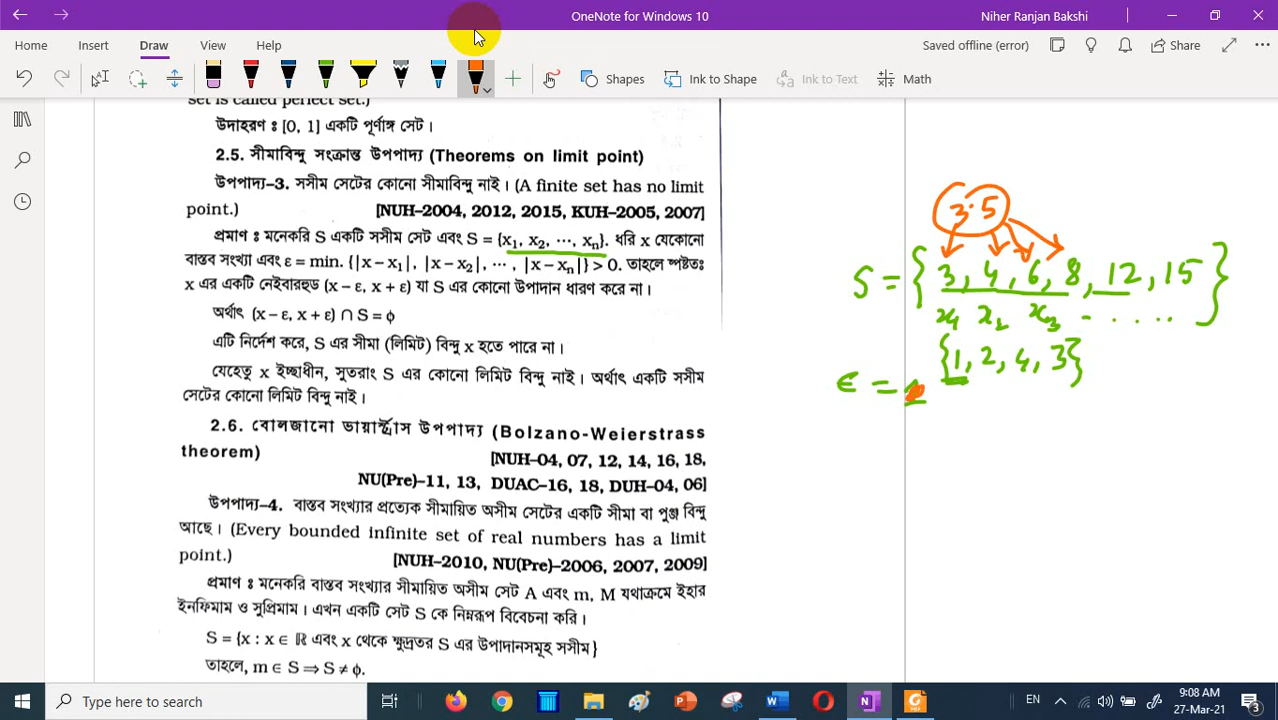 OneNote for Windows 10
Niher Ranjan Bakshi
Home Insert Draw View Help
Saved offline (error) Share
Shapes Ink to Shape Ink to Text Math
set is called perfect set.)
উদাহরণ ঃ [0, 1] একটি পূর্ণাঙ্গ সেট।
2.5. সীমাবিন্দু সংক্রান্ত উপপাদ্য (Theorems on limit point)
উপপাদ্য–3. সসীম সেটের কোনো সীমাবিন্দু নাই। (A finite set has no limit
point.) [NUH–2004, 2012, 2015, KUH–2005, 2007]
প্রমাণ ঃ মনেকরি S একটি সসীম সেট এবং S = {x₁, x₂, ···, xₙ}. ধরি x যেকোনো
বাস্তব সংখ্যা এবং ε = min. {|x – x₁|, |x – x₂|, ··· , |x – xₙ|} > 0. তাহলে স্পষ্টতঃ
x এর একটি নেইবারহুড (x – ε, x + ε) যা S এর কোনো উপাদান ধারণ করে না।
অর্থাৎ (x – ε, x + ε) ∩ S = ϕ
এটি নির্দেশ করে, S এর সীমা (লিমিট) বিন্দু x হতে পারে না।
যেহেতু x ইচ্ছাধীন, সুতরাং S এর কোনো লিমিট বিন্দু নাই। অর্থাৎ একটি সসীম
সেটের কোনো লিমিট বিন্দু নাই।
2.6. বোলজানো ভায়ার্স্ট্রাস উপপাদ্য (Bolzano-Weierstrass
theorem) [NUH–04, 07, 12, 14, 16, 18,
NU(Pre)–11, 13, DUAC–16, 18, DUH–04, 06]
উপপাদ্য–4. বাস্তব সংখ্যার প্রত্যেক সীমায়িত অসীম সেটের একটি সীমা বা পুঞ্জ বিন্দু
আছে। (Every bounded infinite set of real numbers has a limit
point.) [NUH–2010, NU(Pre)–2006, 2007, 2009]
প্রমাণ ঃ মনেকরি বাস্তব সংখ্যার সীমায়িত অসীম সেট A এবং m, M যথাক্রমে ইহার
ইনফিমাম ও সুপ্রিমাম। এখন একটি সেট S কে নিম্নরূপ বিবেচনা করি।
S = {x : x ∈ ℝ এবং x থেকে ক্ষুদ্রতর S এর উপাদানসমূহ সসীম}
তাহলে, m ∈ S ⇒ S ≠ ϕ.
3·5
S = {3, 4, 6, 8, 12, 15}
x₁ x₂ x₃ - . . . .
{1, 2, 4, 3}
ε =
Type here to search
EN
9:08 AM
27-Mar-21
3